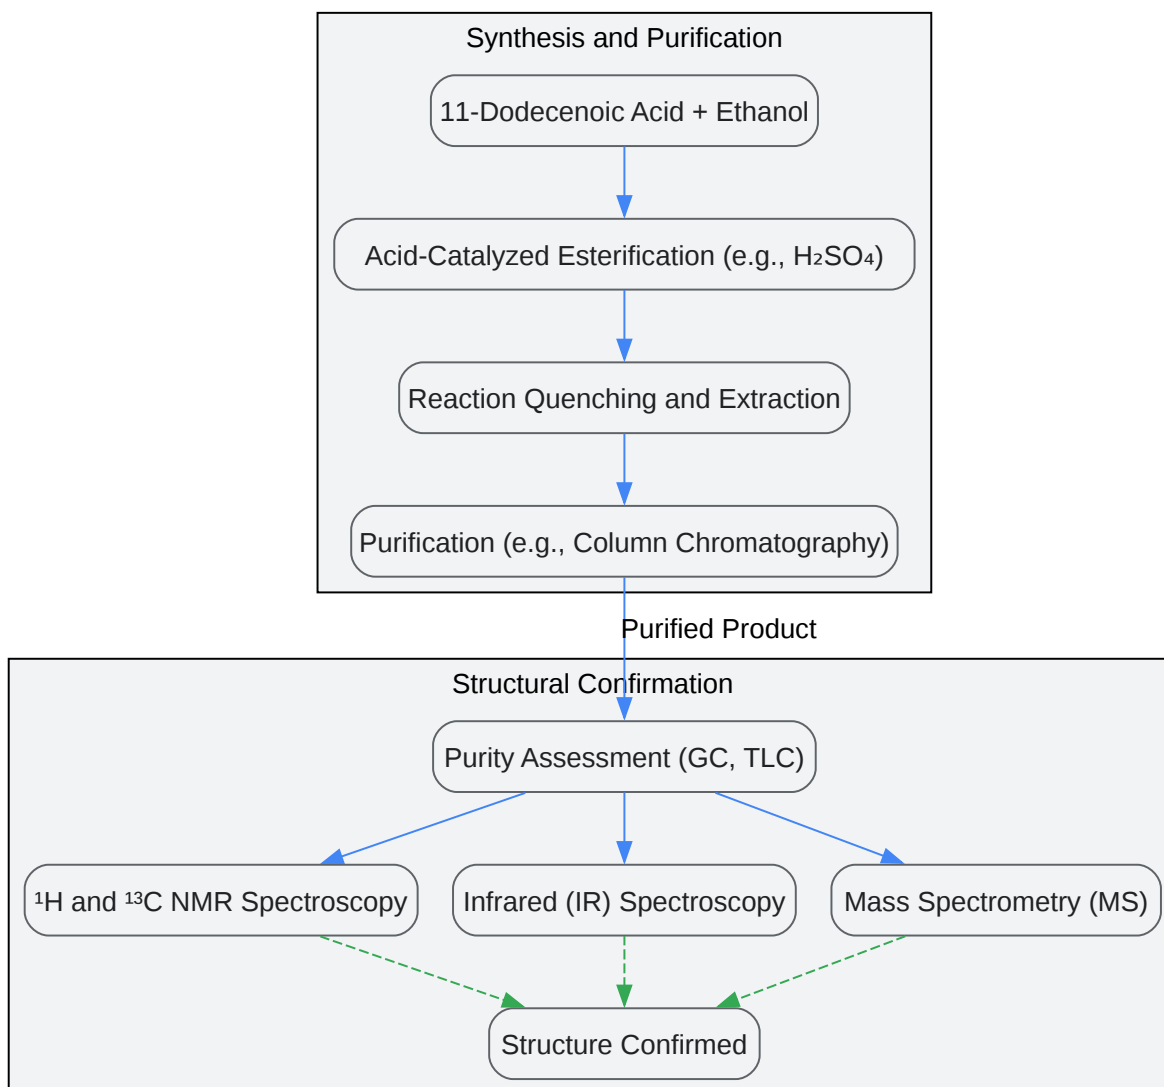 Synthesis and Purification
11-Dodecenoic Acid + Ethanol
Acid-Catalyzed Esterification (e.g., H₂SO₄)
Reaction Quenching and Extraction
Purification (e.g., Column Chromatography)
Purified Product
Structural Confirmation
Purity Assessment (GC, TLC)
¹H and ¹³C NMR Spectroscopy
Infrared (IR) Spectroscopy
Mass Spectrometry (MS)
Structure Confirmed